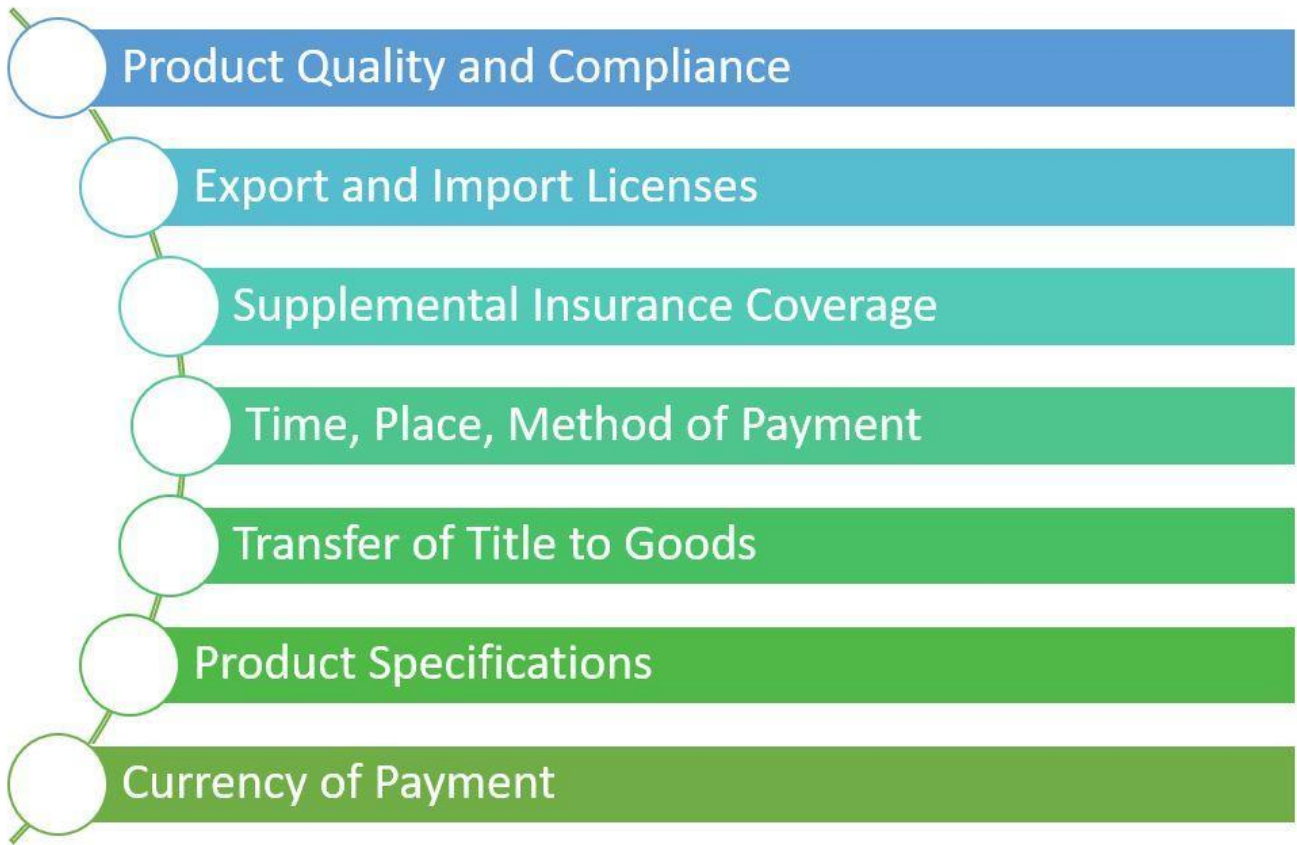 Product Quality and Compliance
Export and Import Licenses
Supplemental Insurance Coverage
Time, Place, Method of Payment
Transfer of Title to Goods
Product Specifications
Currency of Payment